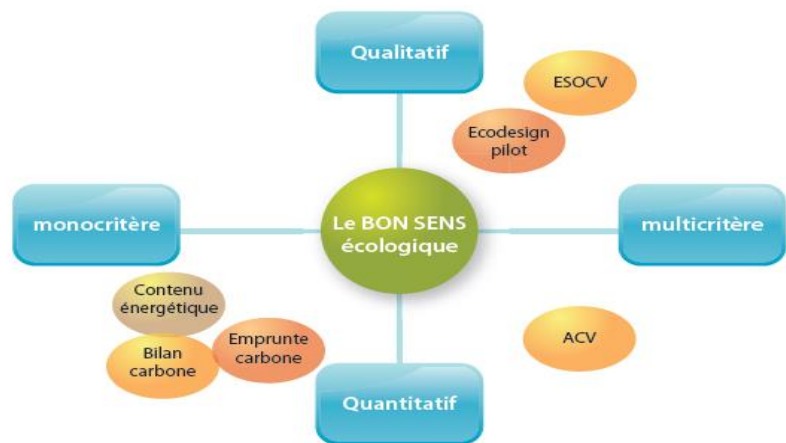 Qualitatif
ESOCV
Ecodesign
pilot
monocritère
Le BON SENS
écologique
multicritère
Contenu
énergétique
Bilan
carbone
Emprunte
carbone
ACV
Quantitatif